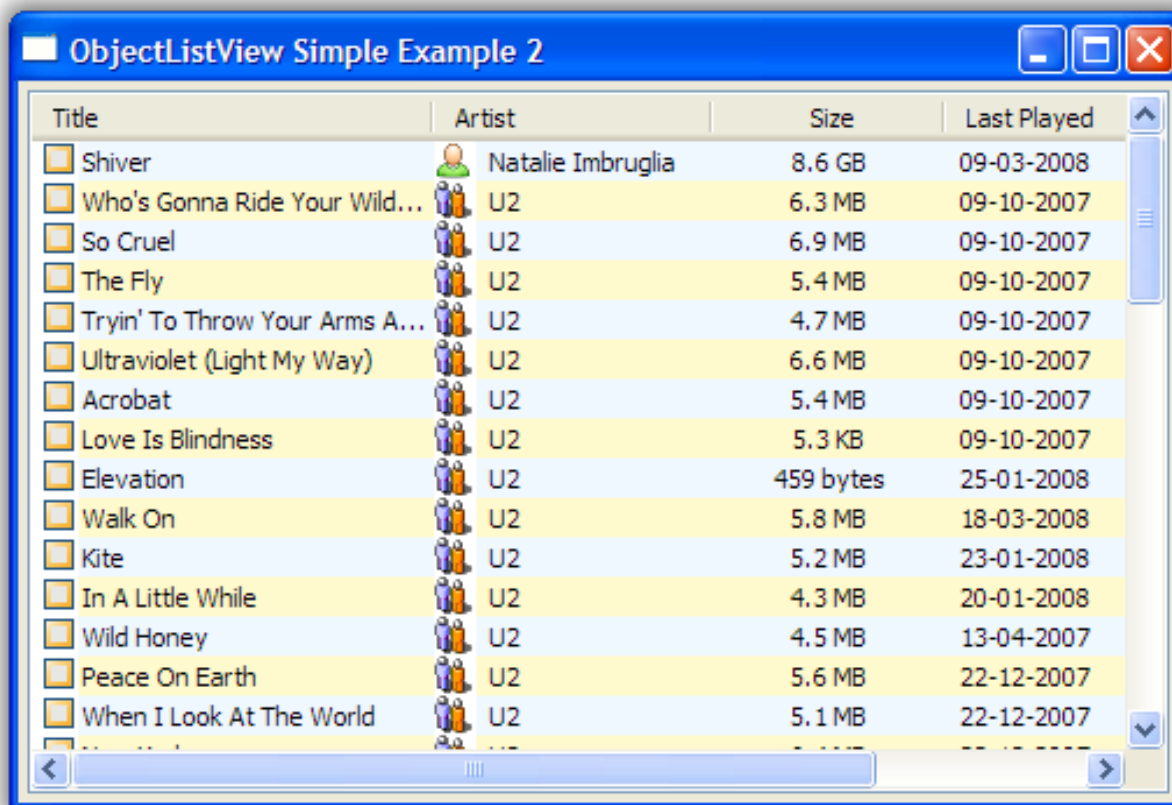 ObjectListView Simple Example 2
Title Artist Size Last Played
Shiver Natalie Imbruglia 8.6 GB 09-03-2008
Who's Gonna Ride Your Wild... U2 6.3 MB 09-10-2007
So Cruel U2 6.9 MB 09-10-2007
The Fly U2 5.4 MB 09-10-2007
Tryin' To Throw Your Arms A... U2 4.7 MB 09-10-2007
Ultraviolet (Light My Way) U2 6.6 MB 09-10-2007
Acrobat U2 5.4 MB 09-10-2007
Love Is Blindness U2 5.3 KB 09-10-2007
Elevation U2 459 bytes 25-01-2008
Walk On U2 5.8 MB 18-03-2008
Kite U2 5.2 MB 23-01-2008
In A Little While U2 4.3 MB 20-01-2008
Wild Honey U2 4.5 MB 13-04-2007
Peace On Earth U2 5.6 MB 22-12-2007
When I Look At The World U2 5.1 MB 22-12-2007